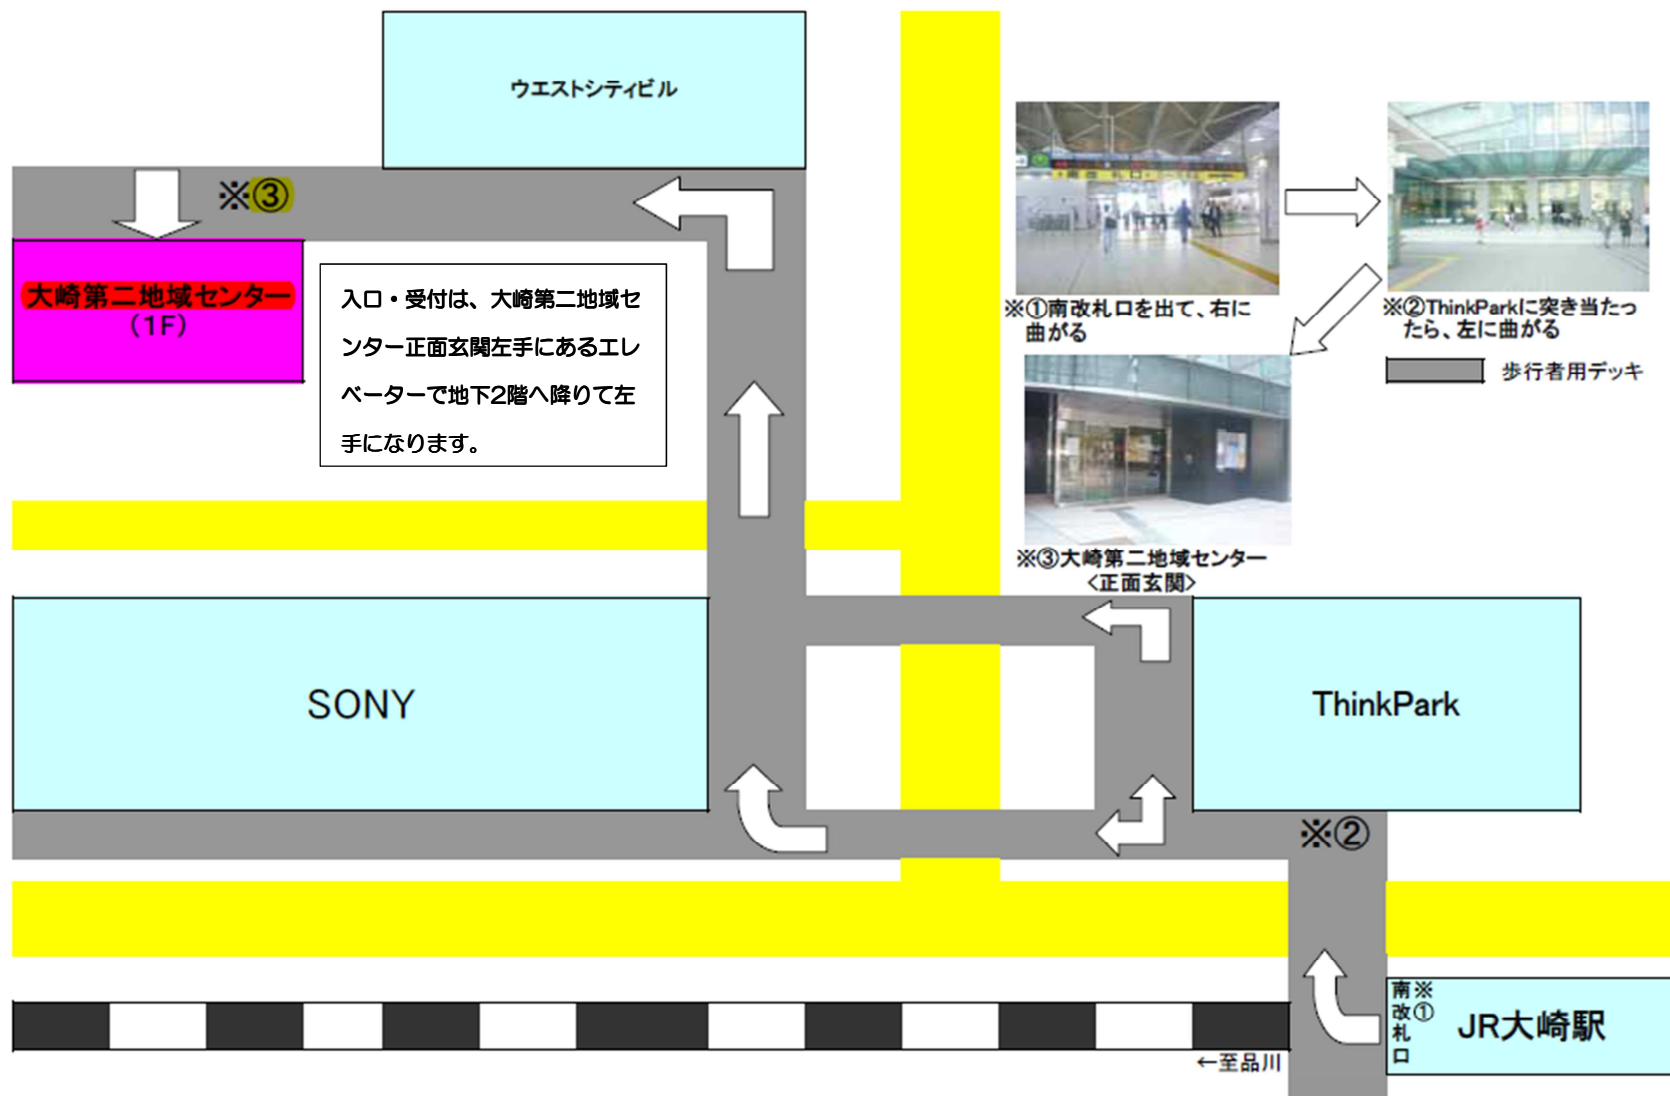 ウエストシティビル
※③
大崎第二地域センター
(1F)
入口・受付は、大崎第二地域セ
ンター正面玄関左手にあるエレ
ベーターで地下2階へ降りて左
手になります。
※①南改札口を出て、右に
曲がる
※②ThinkParkに突き当たっ
たら、左に曲がる
歩行者用デッキ
※③大崎第二地域センター
<正面玄関>
SONY
ThinkPark
※②
※①
南改札口
JR大崎駅
←至品川